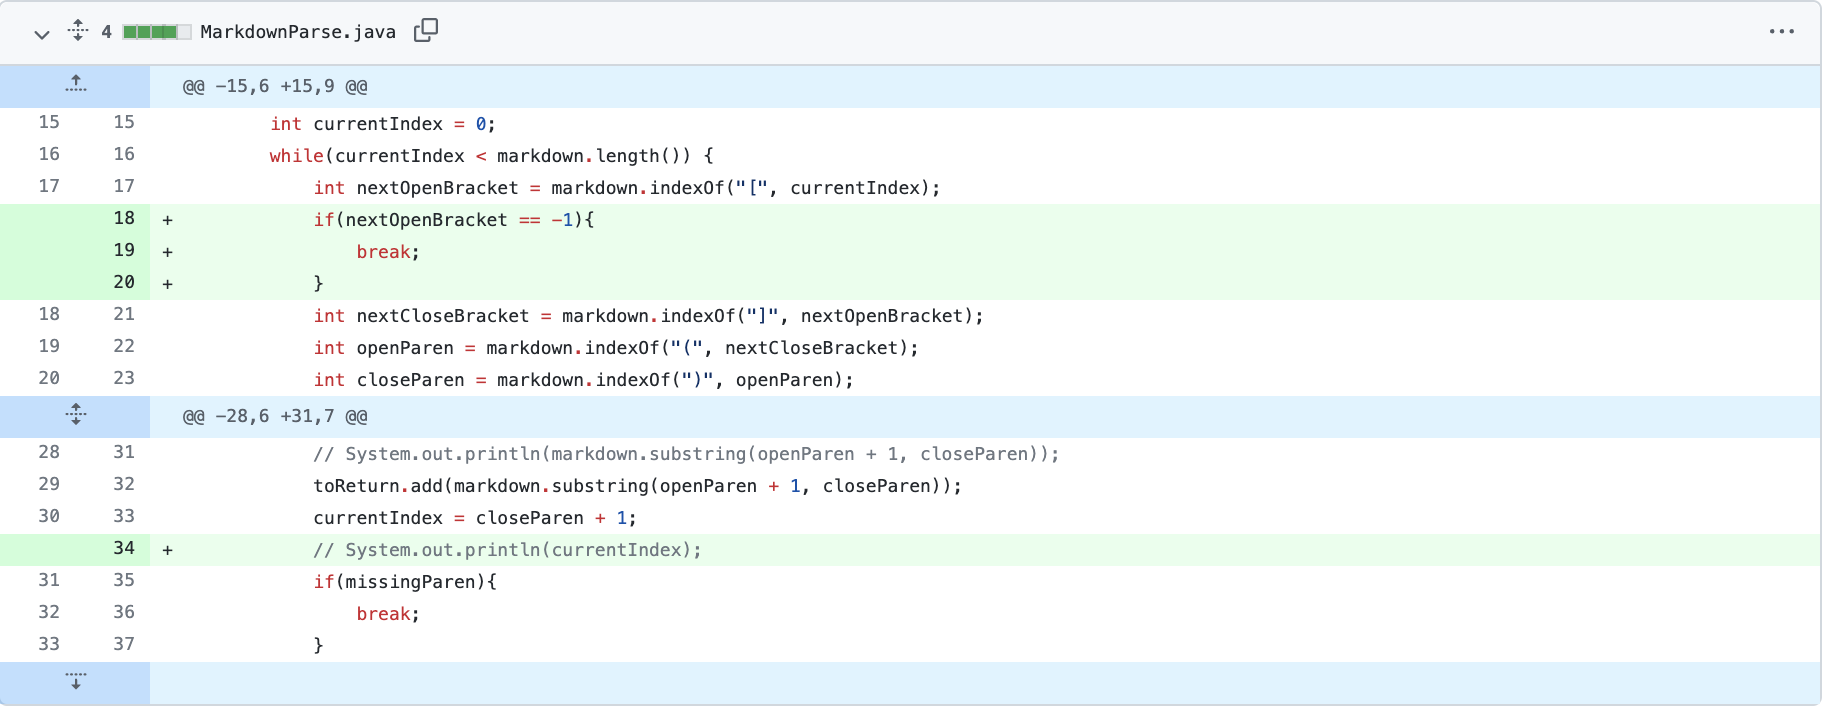 4 MarkdownParse.java
@@ -15,6 +15,9 @@
15 15 int currentIndex = 0;
16 16 while(currentIndex < markdown.length()) {
17 17 int nextOpenBracket = markdown.indexOf("[", currentIndex);
18 + if(nextOpenBracket == -1){
19 + break;
20 + }
18 21 int nextCloseBracket = markdown.indexOf("]", nextOpenBracket);
19 22 int openParen = markdown.indexOf("(", nextCloseBracket);
20 23 int closeParen = markdown.indexOf(")", openParen);
@@ -28,6 +31,7 @@
28 31 // System.out.println(markdown.substring(openParen + 1, closeParen));
29 32 toReturn.add(markdown.substring(openParen + 1, closeParen));
30 33 currentIndex = closeParen + 1;
34 + // System.out.println(currentIndex);
31 35 if(missingParen){
32 36 break;
33 37 }